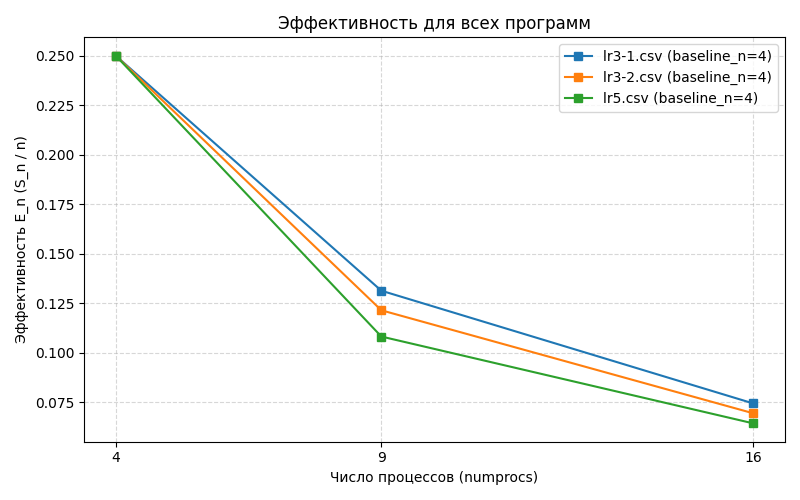 Эффективность для всех программ
lr3-1.csv (baseline_n=4)
lr3-2.csv (baseline_n=4)
lr5.csv (baseline_n=4)
Эффективность E_n (S_n / n)
0.250
0.225
0.200
0.175
0.150
0.125
0.100
0.075
4
9
16
Число процессов (numprocs)